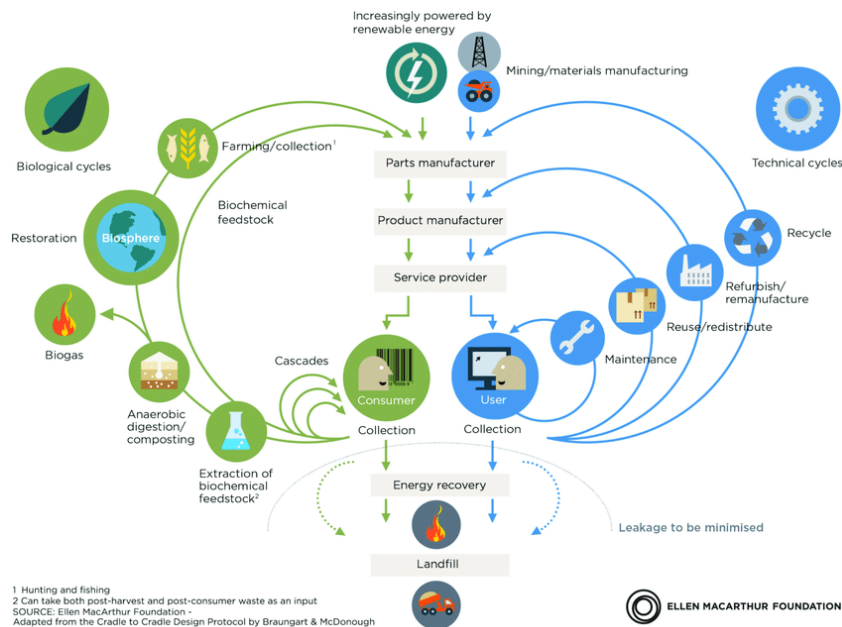 Increasingly powered by
renewable energy
Mining/materials manufacturing
Biological cycles
Farming/collection¹
Parts manufacturer
Technical cycles
Biochemical
feedstock
Product manufacturer
Restoration
Biosphere
Recycle
Service provider
Refurbish/
remanufacture
Reuse/redistribute
Biogas
Cascades
Maintenance
Consumer
User
Anaerobic
digestion/
composting
Collection
Collection
Extraction of
biochemical
feedstock²
Energy recovery
Leakage to be minimised
Landfill
1 Hunting and fishing
2 Can take both post-harvest and post-consumer waste as an input
SOURCE: Ellen MacArthur Foundation -
Adapted from the Cradle to Cradle Design Protocol by Braungart & McDonough
ELLEN MACARTHUR FOUNDATION